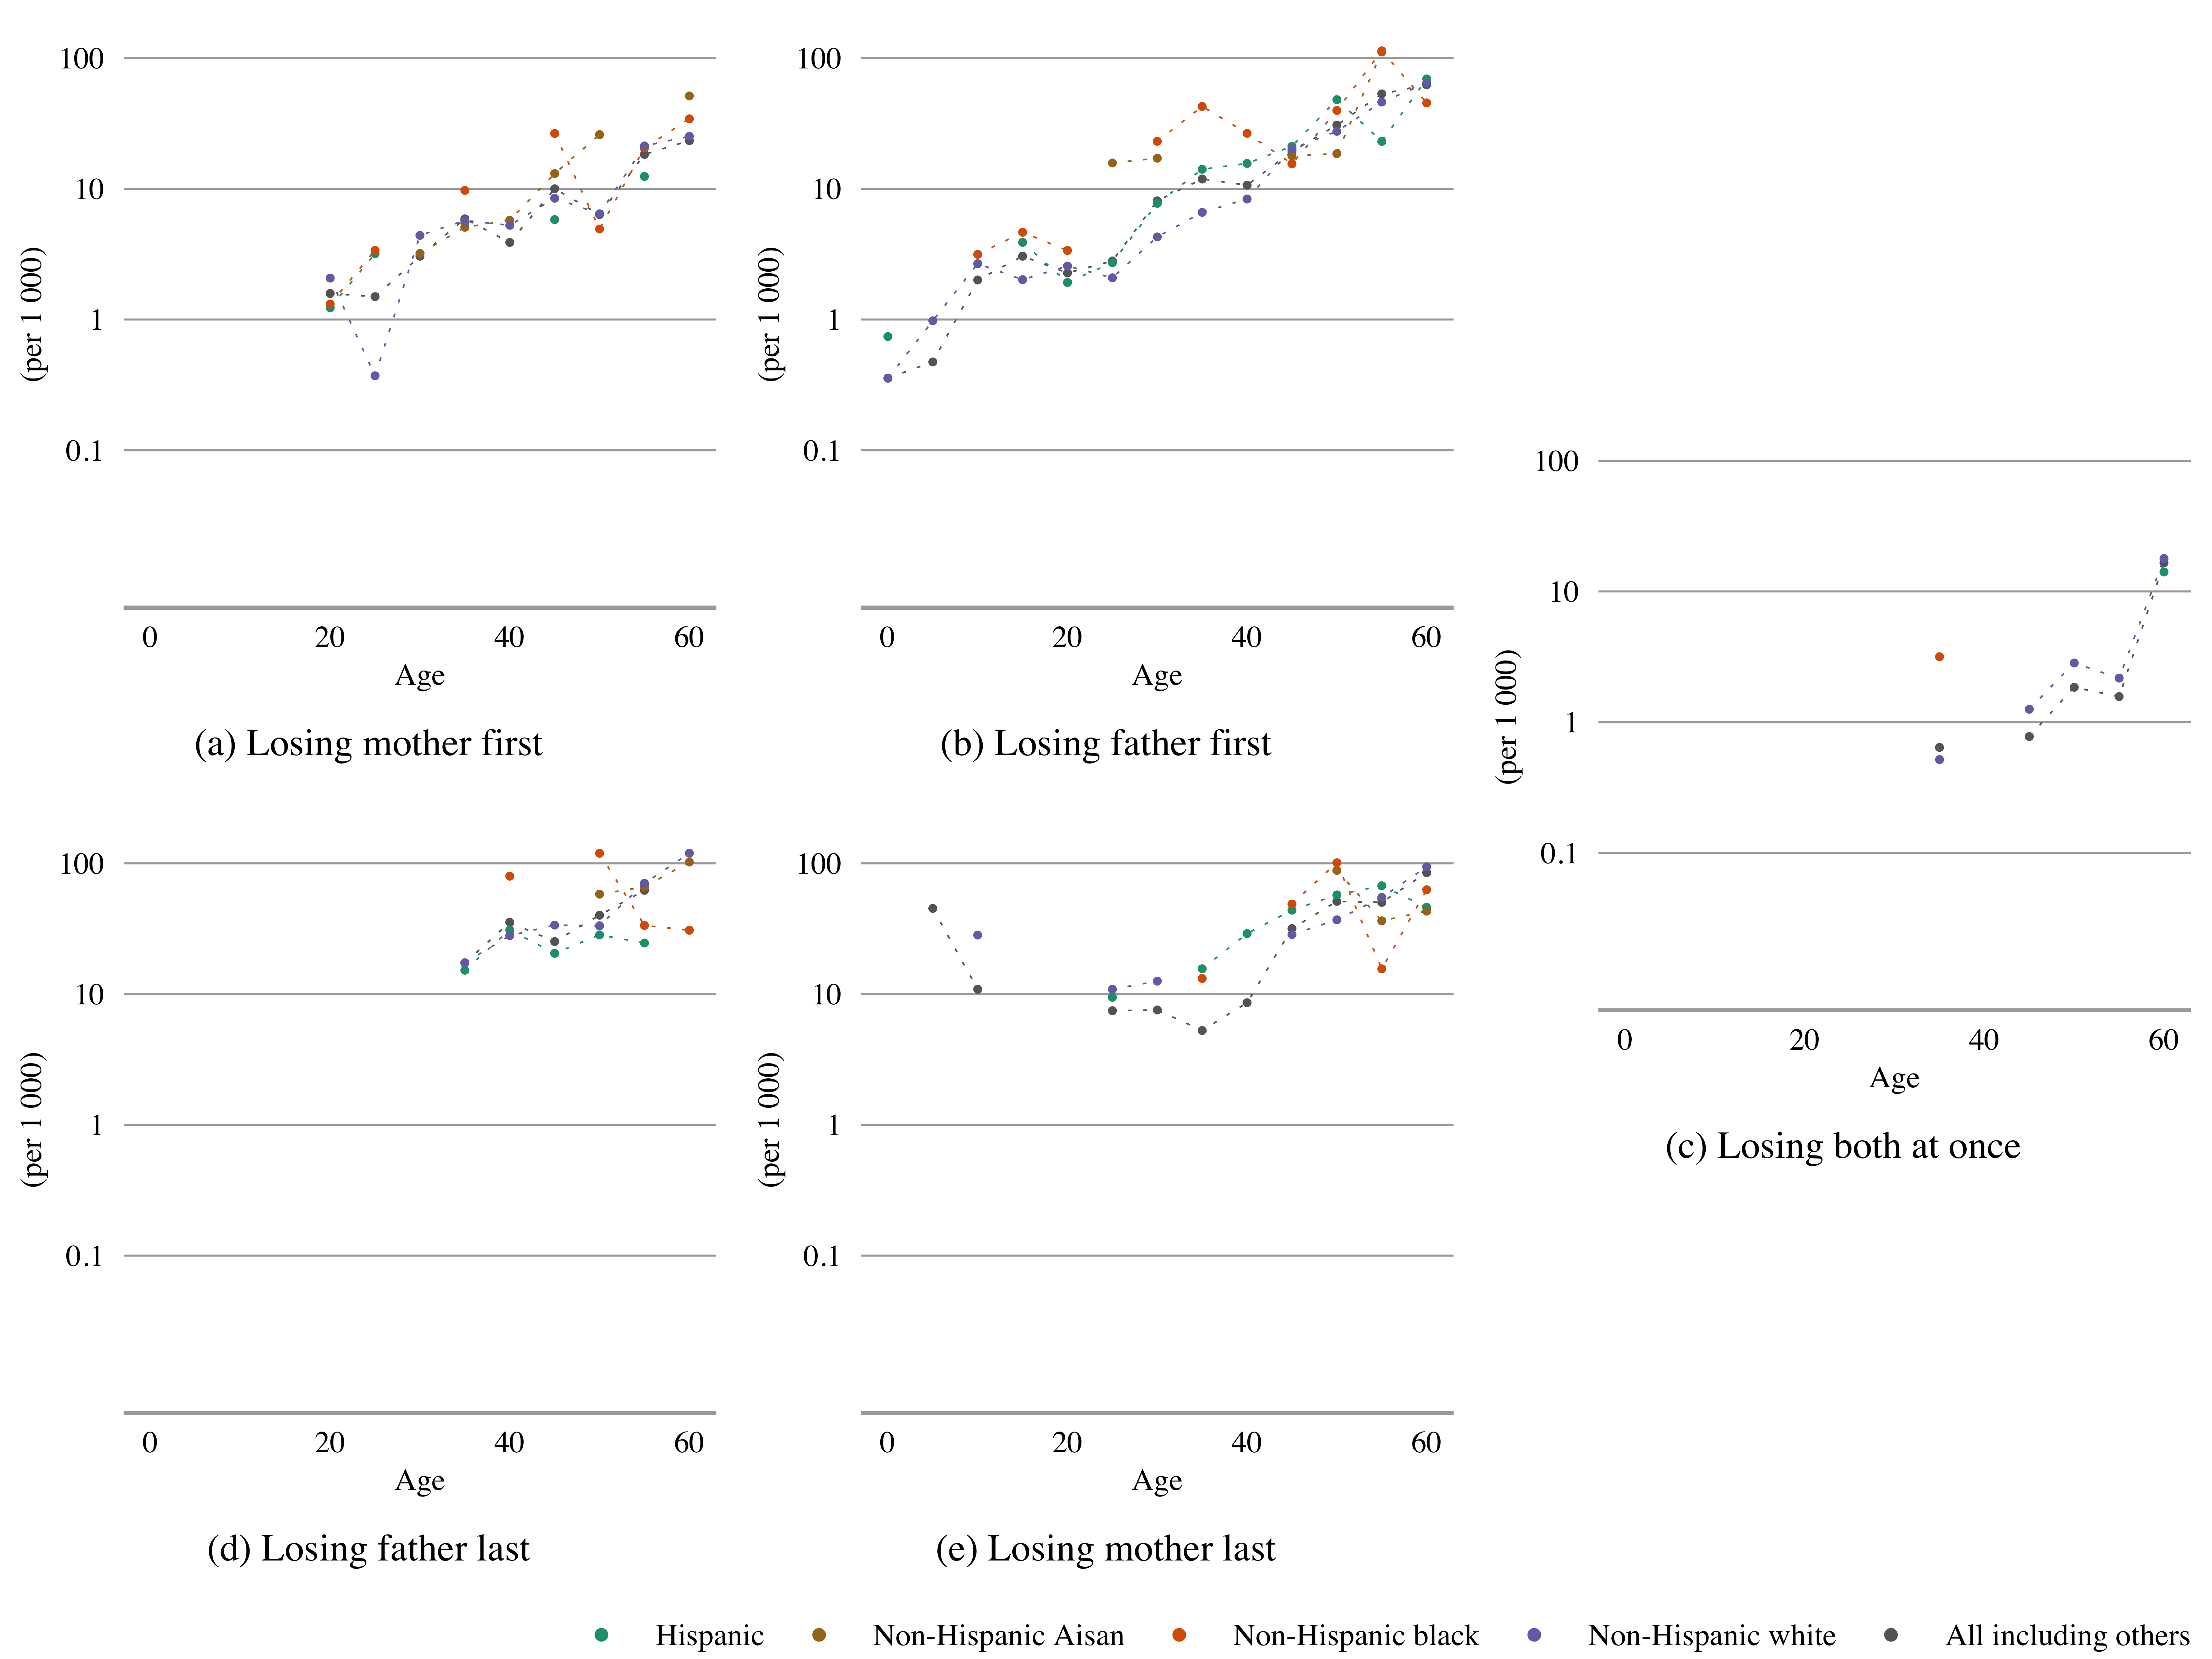 100
10
1
0.1
(per 1 000)
0 20 40 60
Age
(a) Losing mother first
100
10
1
0.1
(per 1 000)
0 20 40 60
Age
(b) Losing father first
100
10
1
0.1
(per 1 000)
0 20 40 60
Age
(c) Losing both at once
100
10
1
0.1
(per 1 000)
0 20 40 60
Age
(d) Losing father last
100
10
1
0.1
(per 1 000)
0 20 40 60
Age
(e) Losing mother last
Hispanic Non-Hispanic Aisan Non-Hispanic black Non-Hispanic white All including others